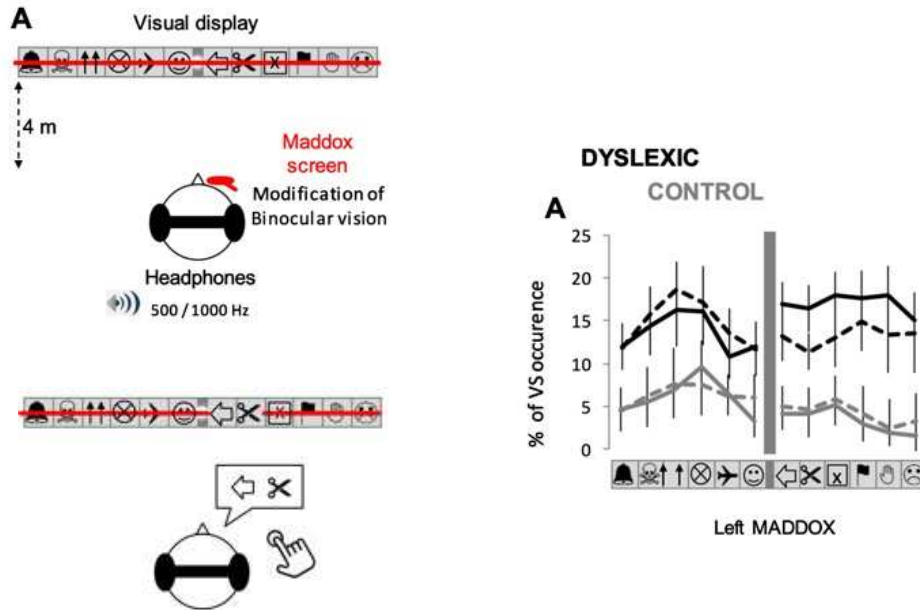 A
Visual display
X
4 m
Maddox
screen
Modification of
Binocular vision
Headphones
500 / 1000 Hz
X
DYSLEXIC
CONTROL
A
% of VS occurence
25
20
15
10
5
0
X
Left MADDOX